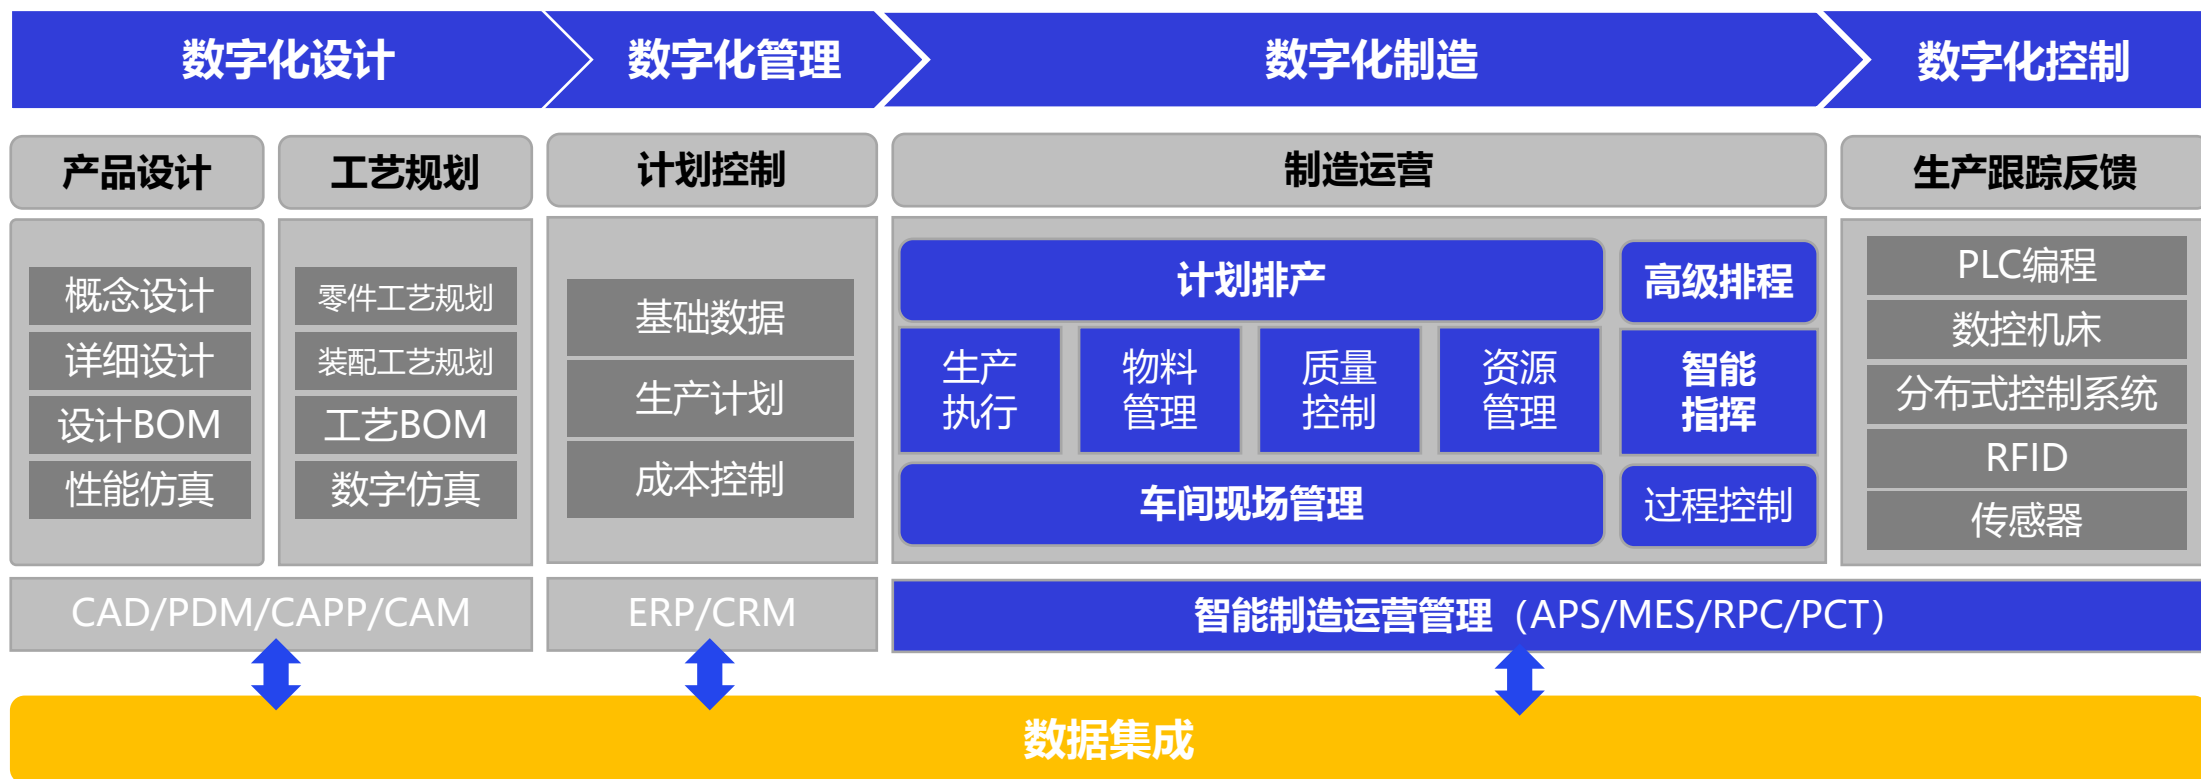 数字化设计
数字化管理
数字化制造
数字化控制
产品设计
工艺规划
计划控制
制造运营
生产跟踪反馈
概念设计
详细设计
设计BOM
性能仿真
零件工艺规划
装配工艺规划
工艺BOM
数字仿真
基础数据
生产计划
成本控制
计划排产
高级排程
生产
执行
物料
管理
质量
控制
资源
管理
智能
指挥
车间现场管理
过程控制
PLC编程
数控机床
分布式控制系统
RFID
传感器
CAD/PDM/CAPP/CAM
ERP/CRM
智能制造运营管理（APS/MES/RPC/PCT）
数据集成